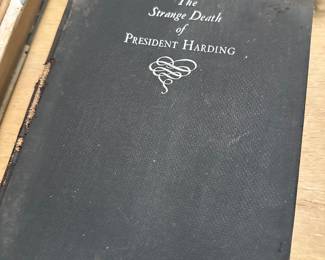 The
Strange Death
of
PRESIDENT HARDING